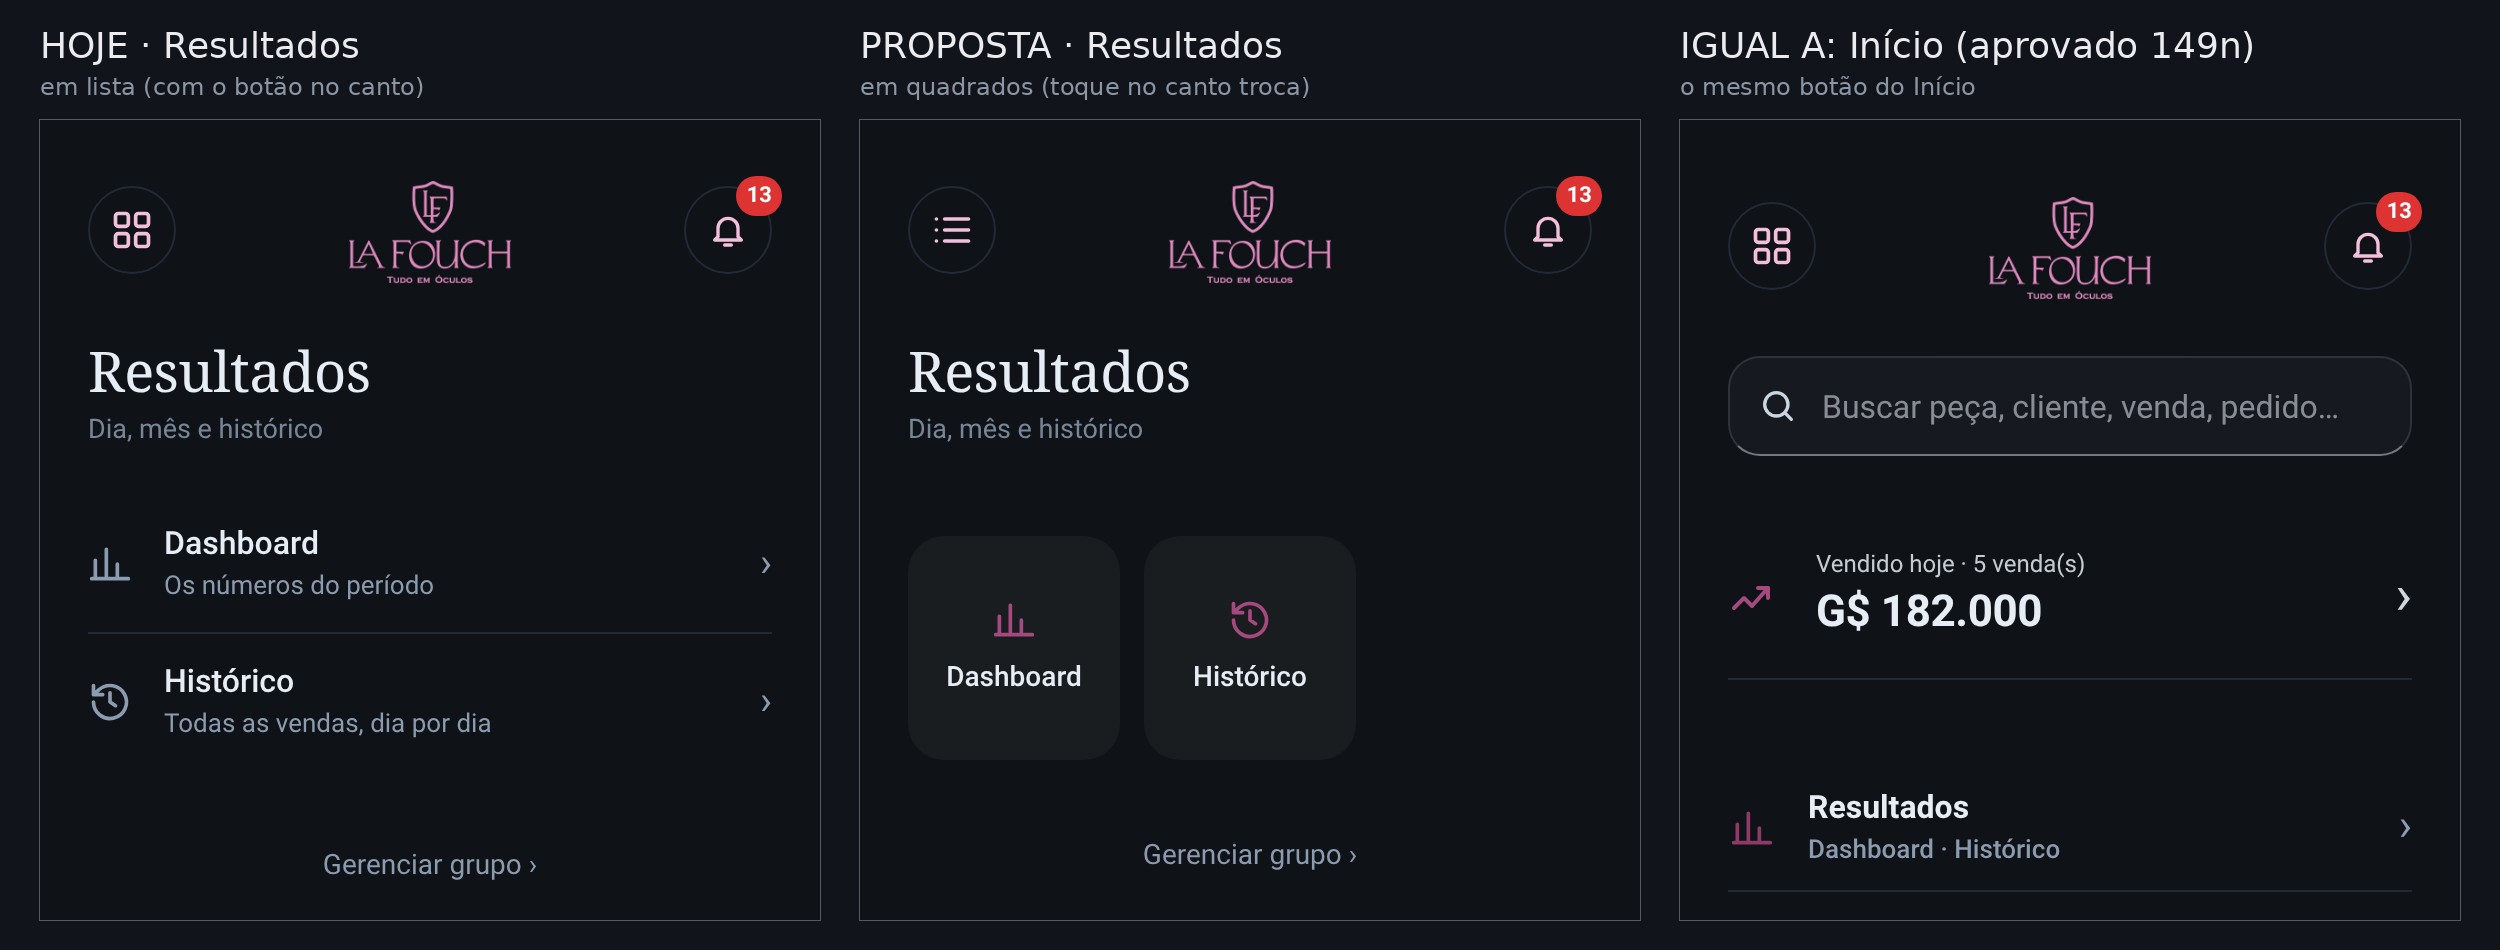 HOJE · Resultados
em lista (com o botão no canto)
13
LF
LA FOUCH
TUDO EM ÓCULOS
Resultados
Dia, mês e histórico
Dashboard
Os números do período
›
Histórico
Todas as vendas, dia por dia
›
Gerenciar grupo ›
PROPOSTA · Resultados
em quadrados (toque no canto troca)
13
LF
LA FOUCH
TUDO EM ÓCULOS
Resultados
Dia, mês e histórico
Dashboard
Histórico
Gerenciar grupo ›
IGUAL A: Início (aprovado 149n)
o mesmo botão do Início
13
LF
LA FOUCH
TUDO EM ÓCULOS
Buscar peça, cliente, venda, pedido...
Vendido hoje · 5 venda(s)
G$ 182.000
›
Resultados
Dashboard · Histórico
›